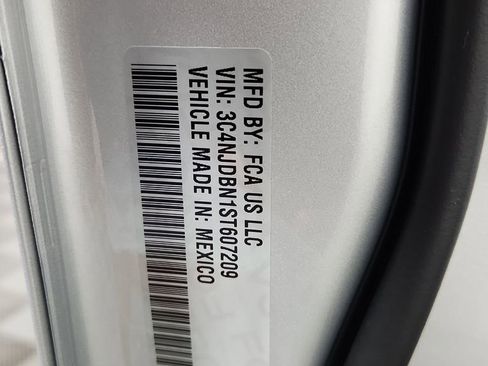 MFD BY: FCA US LLC
VIN: 3C4NJDBN1ST607209
VEHICLE MADE IN: MEXICO